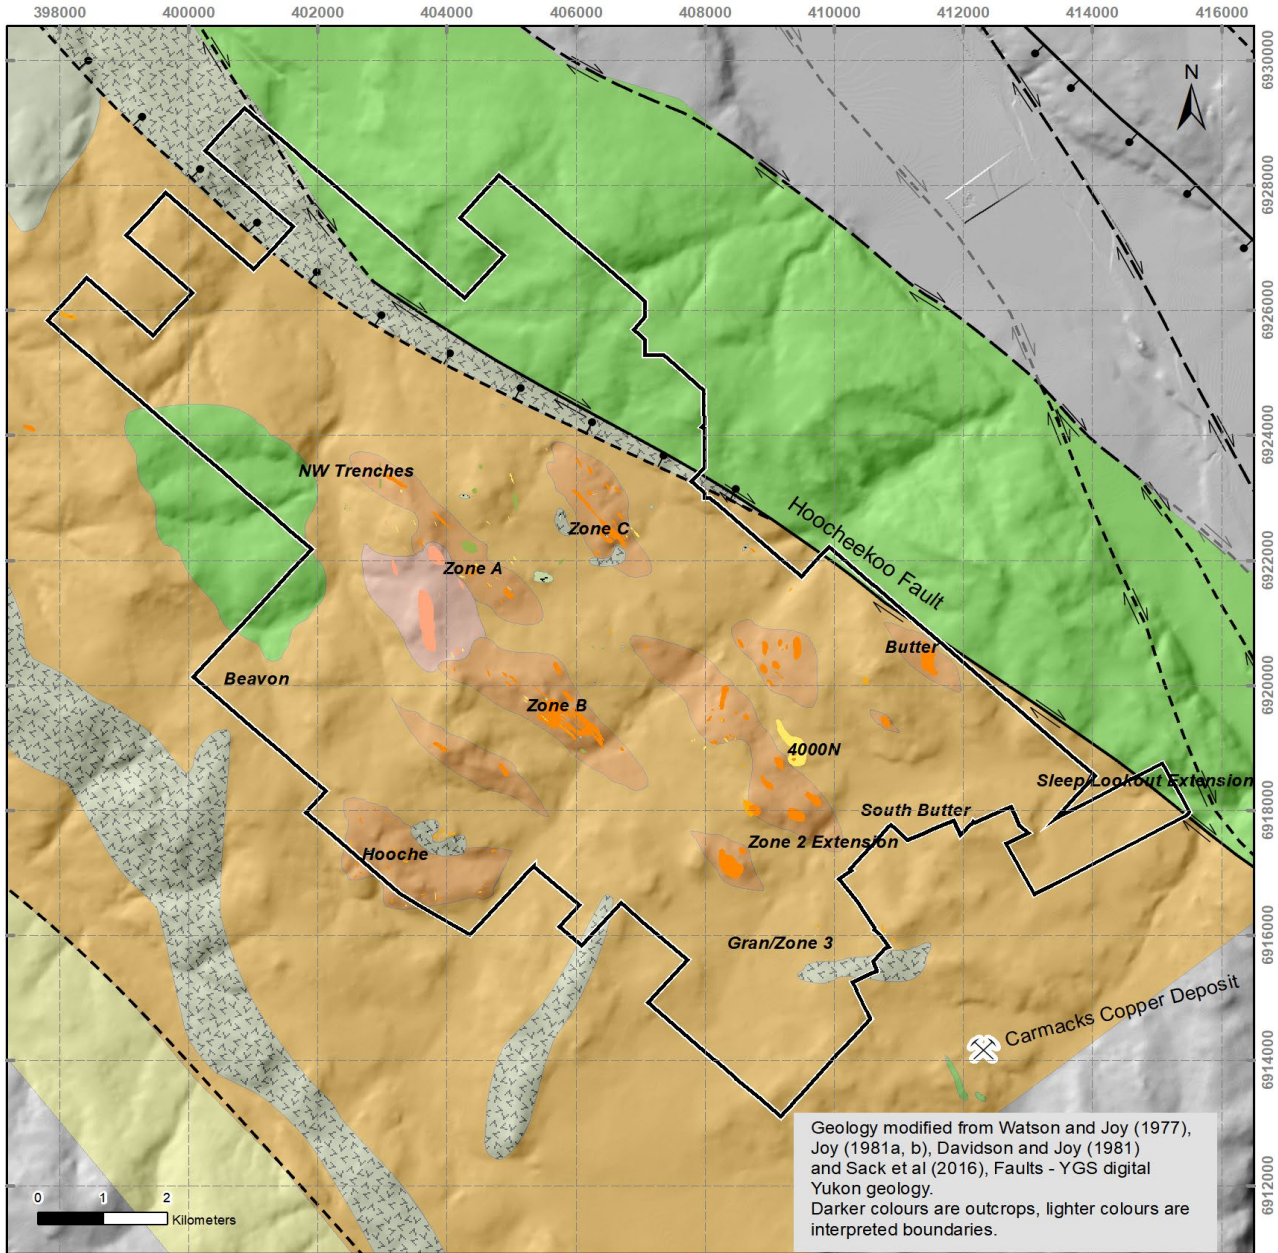 398000 400000 402000 404000 406000 408000 410000 412000 414000 416000
6930000
N
6928000
6926000
6924000
NW Trenches
Zone C
Hoocheekoo Fault
Zone A
6922000
Butter
Beavon
6920000
Zone B
4000N
Sleep/Lookout Extension
South Butter
6918000
Zone 2 Extension
Hooche
Gran/Zone 3
6916000
Carmacks Copper Deposit
6914000
Geology modified from Watson and Joy (1977),
Joy (1981a, b), Davidson and Joy (1981)
and Sack et al (2016), Faults - YGS digital
Yukon geology.
Darker colours are outcrops, lighter colours are
interpreted boundaries.
6912000
0 1 2
Kilometers